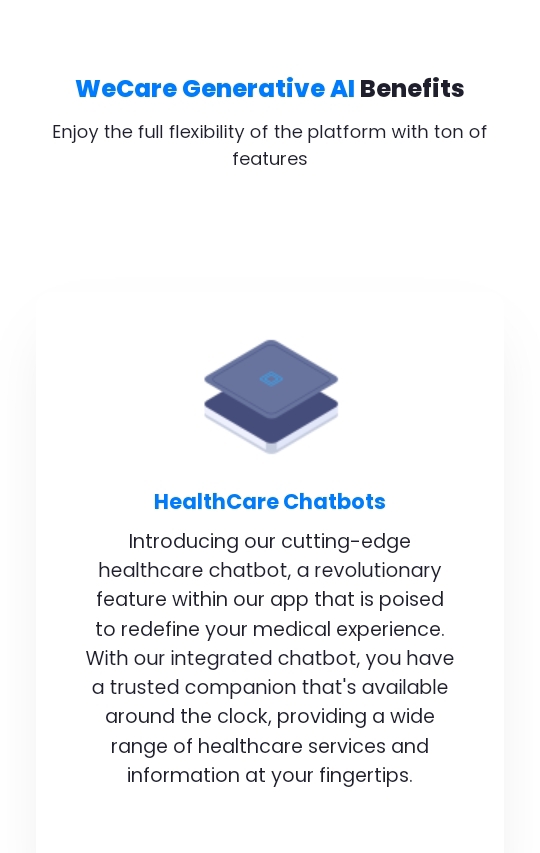 WeCare Generative AI Benefits
Enjoy the full flexibility of the platform with ton of
features
HealthCare Chatbots
Introducing our cutting-edge
healthcare chatbot, a revolutionary
feature within our app that is poised
to redefine your medical experience.
With our integrated chatbot, you have
a trusted companion that's available
around the clock, providing a wide
range of healthcare services and
information at your fingertips.